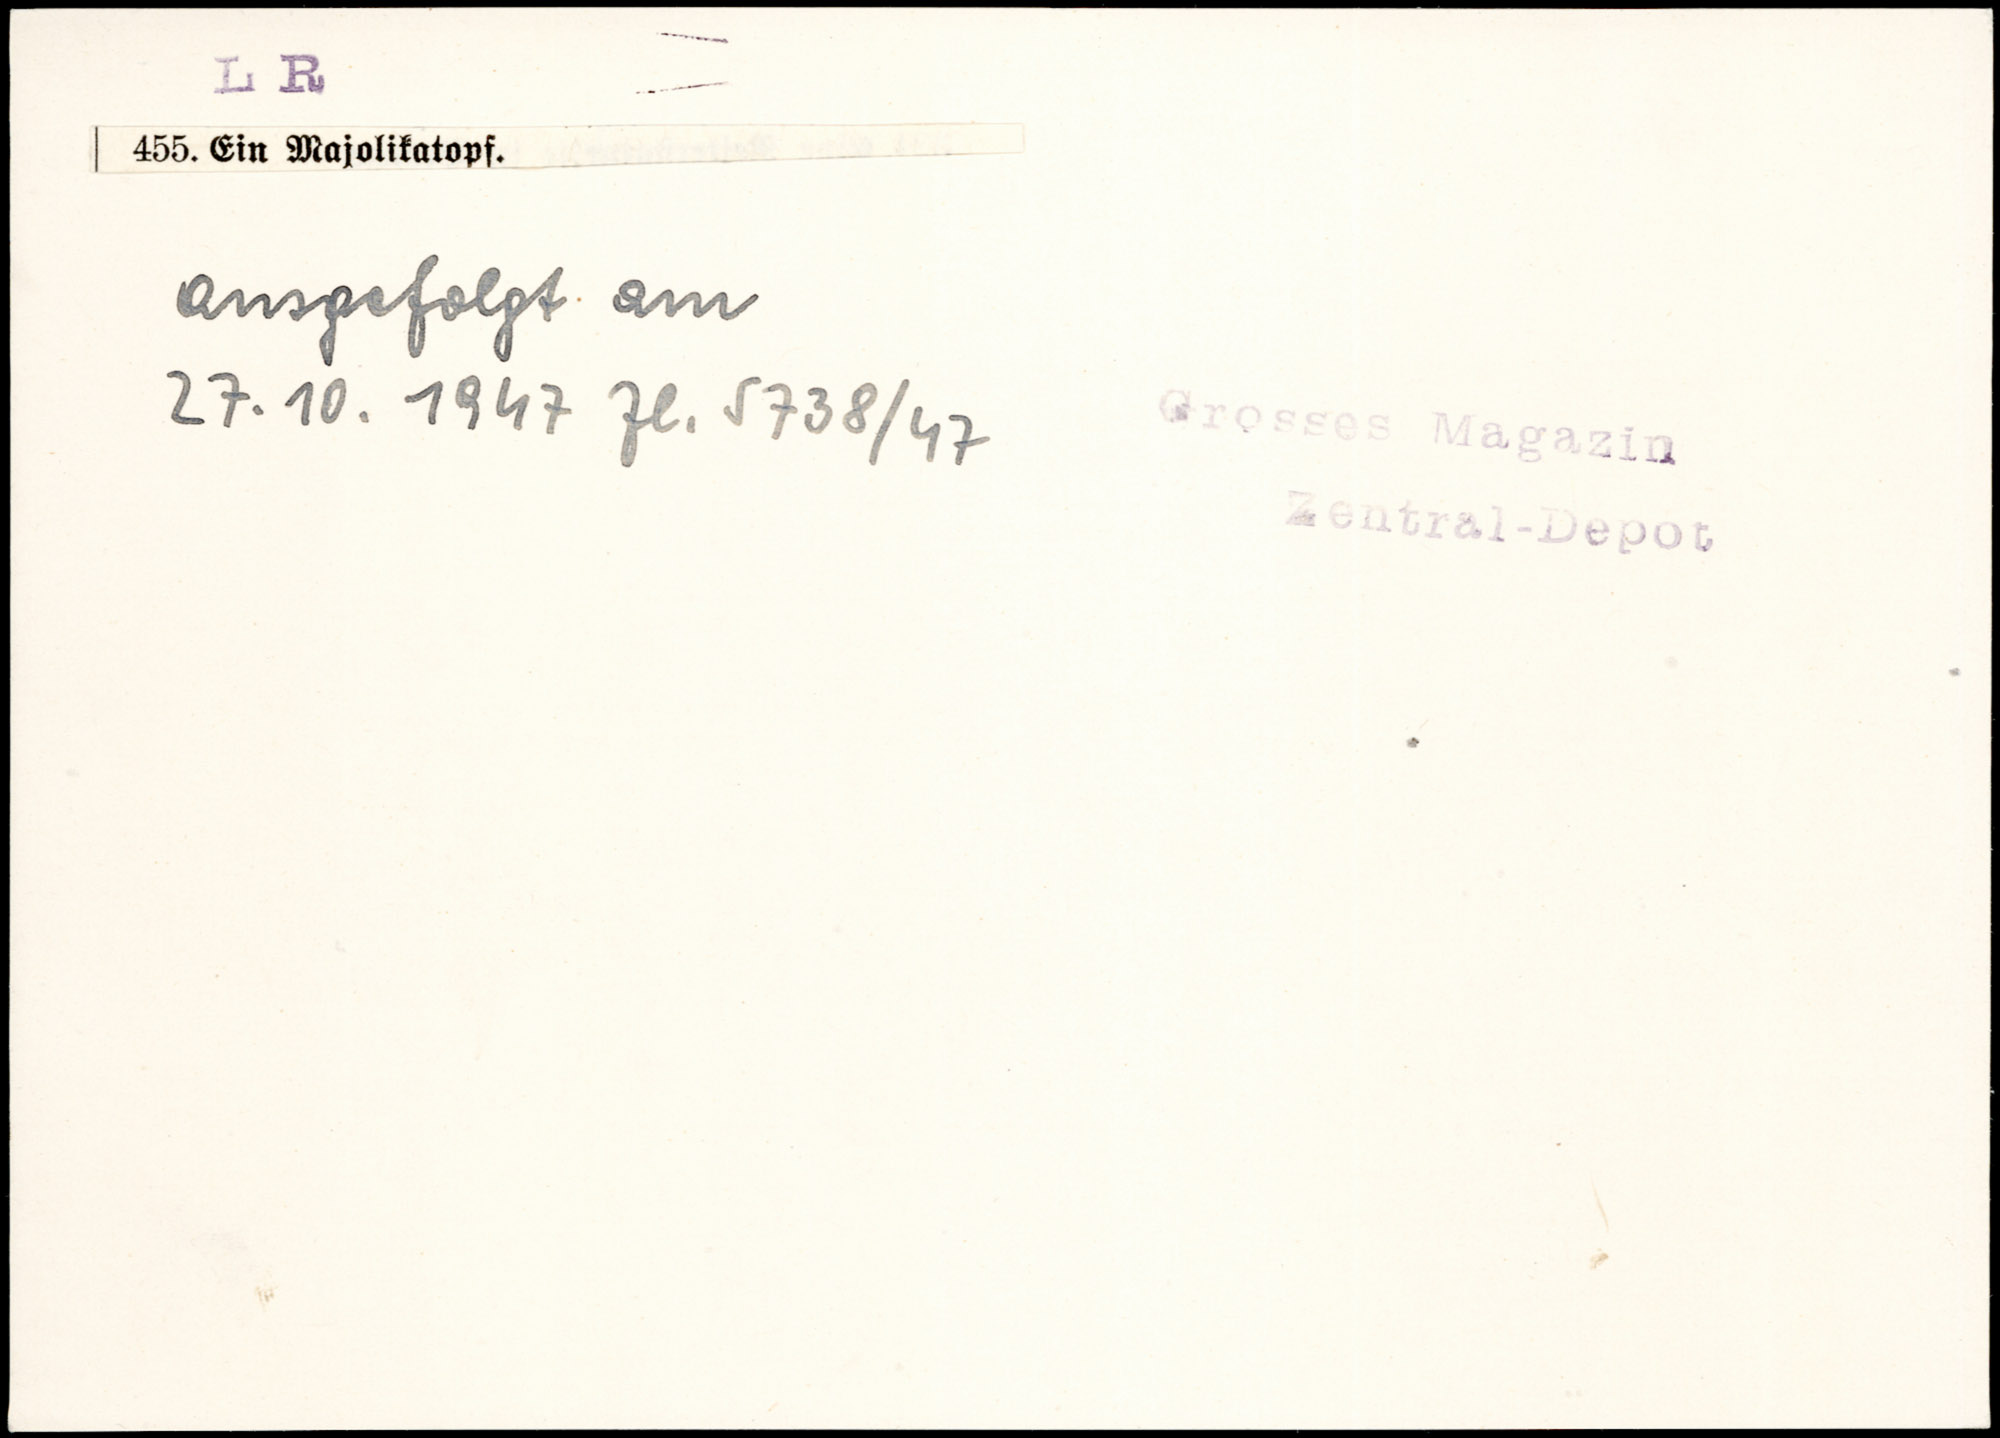 L R
455. Ein Majolikatopf.
ausgefolgt am
27.10.1947 Zl. 5738/47
Grosses Magazin
Zentral-Depot